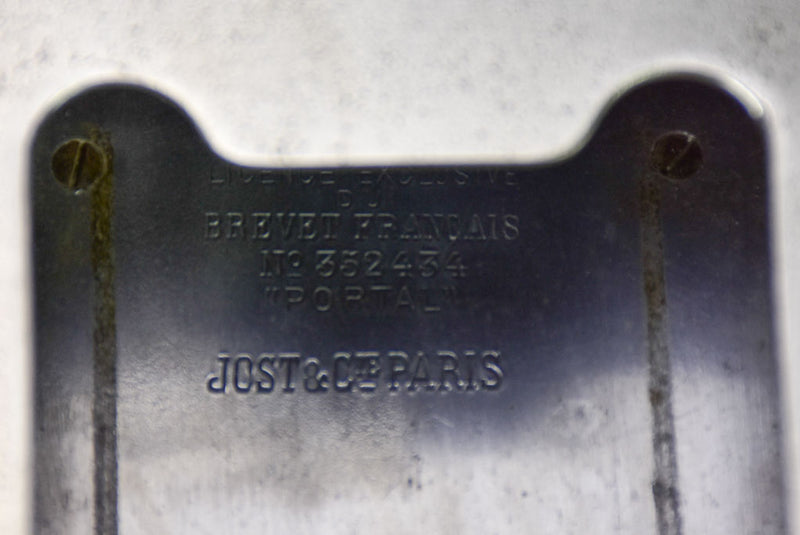 LICENCE EXCLUSIVE
DU
BREVET FRANÇAIS
Nº 352434
"PORTAL"
JOST & CIE PARIS